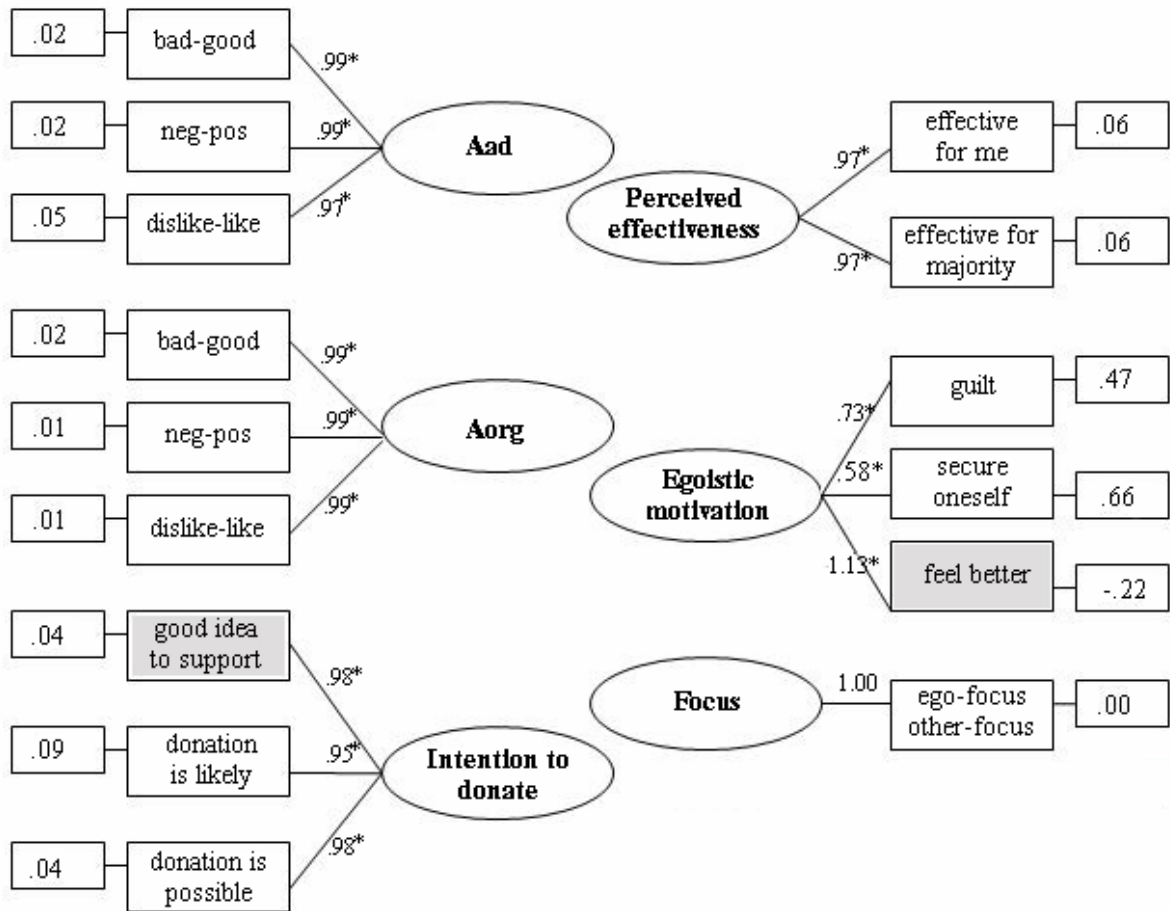 .02
bad-good
.99*
.02
neg-pos
.99*
.05
dislike-like
.97*
Aad
Perceived
effectiveness
.97*
effective
for me
.06
.97*
effective for
majority
.06
.02
bad-good
.99*
.01
neg-pos
.99*
.01
dislike-like
.99*
Aorg
Egoistic
motivation
.73*
guilt
.47
.58*
secure
oneself
.66
1.13*
feel better
-.22
.04
good idea
to support
.98*
.09
donation
is likely
.95*
.04
donation is
possible
.98*
Intention to
donate
Focus
1.00
ego-focus
other-focus
.00